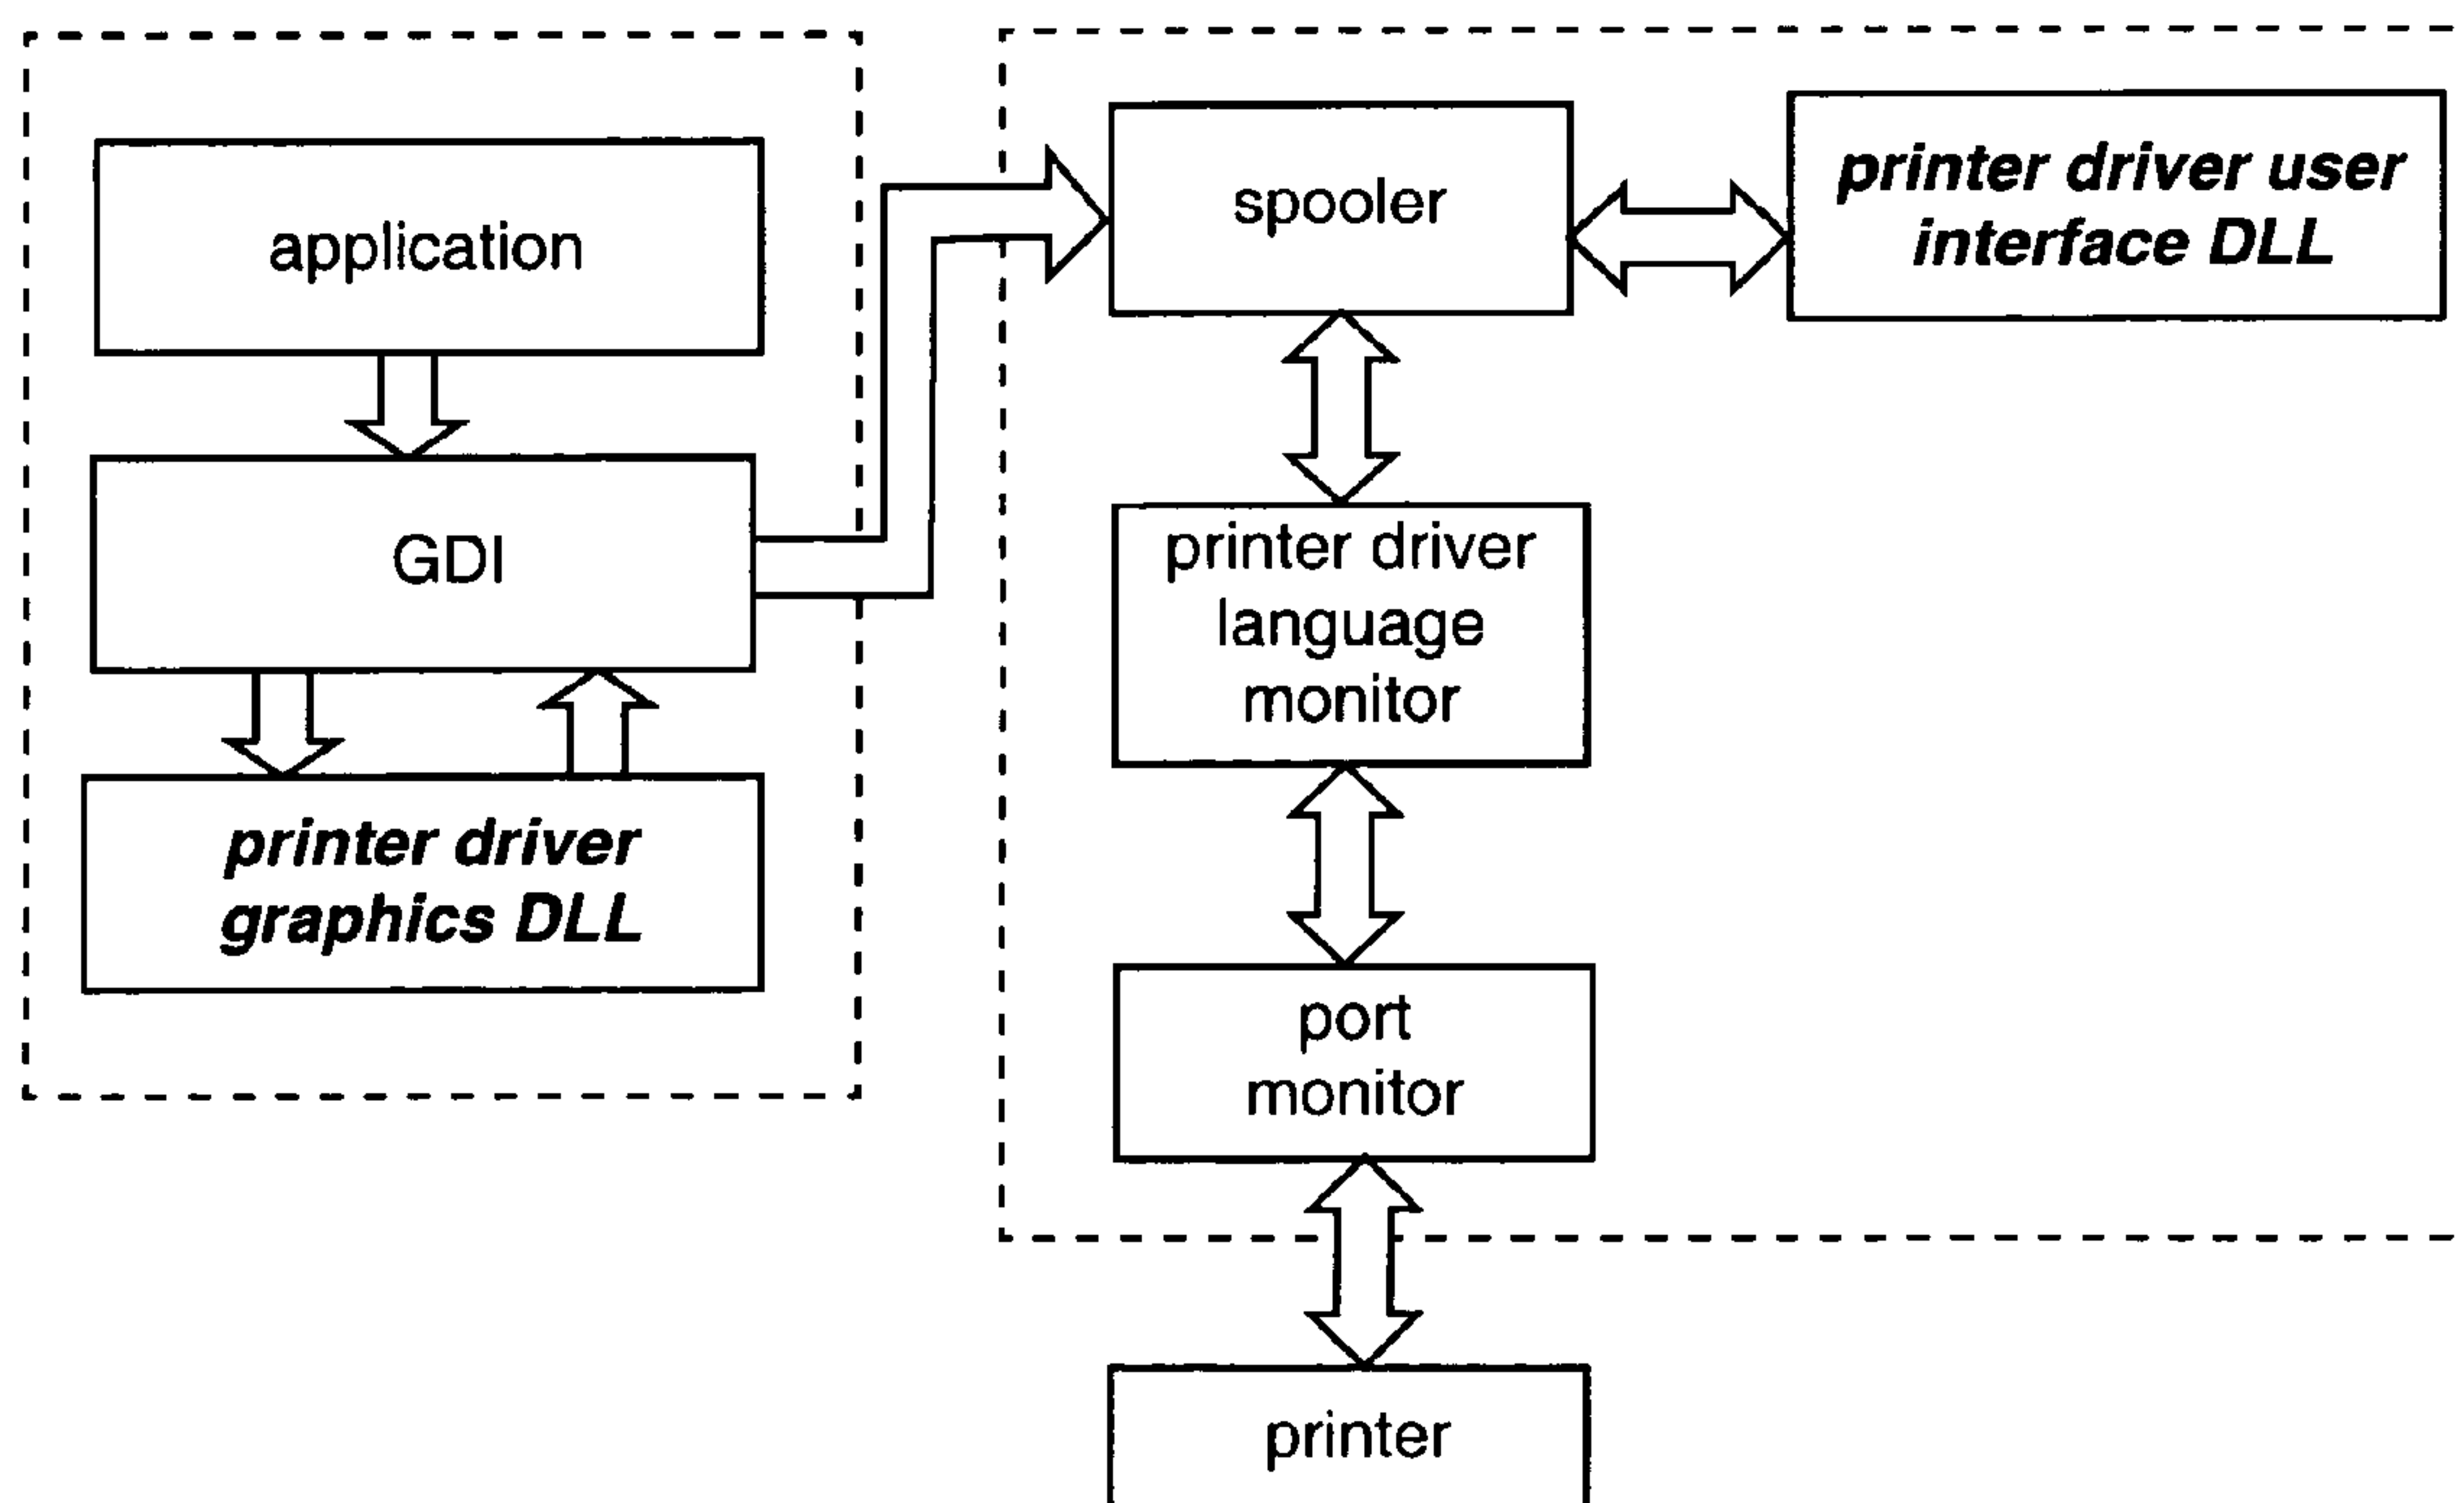 application
GDI
printer driver
graphics DLL
spooler
printer driver user
interface DLL
printer driver
language
monitor
port
monitor
printer